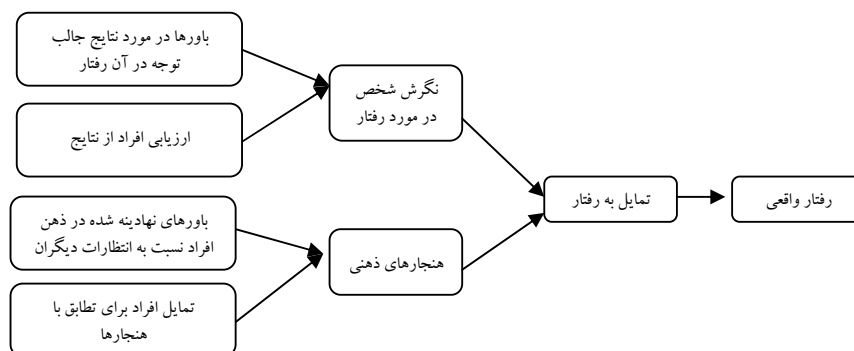 باورها در مورد نتایج جالب
توجه در آن رفتار
ارزیابی افراد از نتایج
نگرش شخص
در مورد رفتار
باورهای نهادینه شده در ذهن
افراد نسبت به انتظارات دیگران
تمایل افراد برای تطابق با
هنجارها
هنجارهای ذهنی
تمایل به رفتار
رفتار واقعی